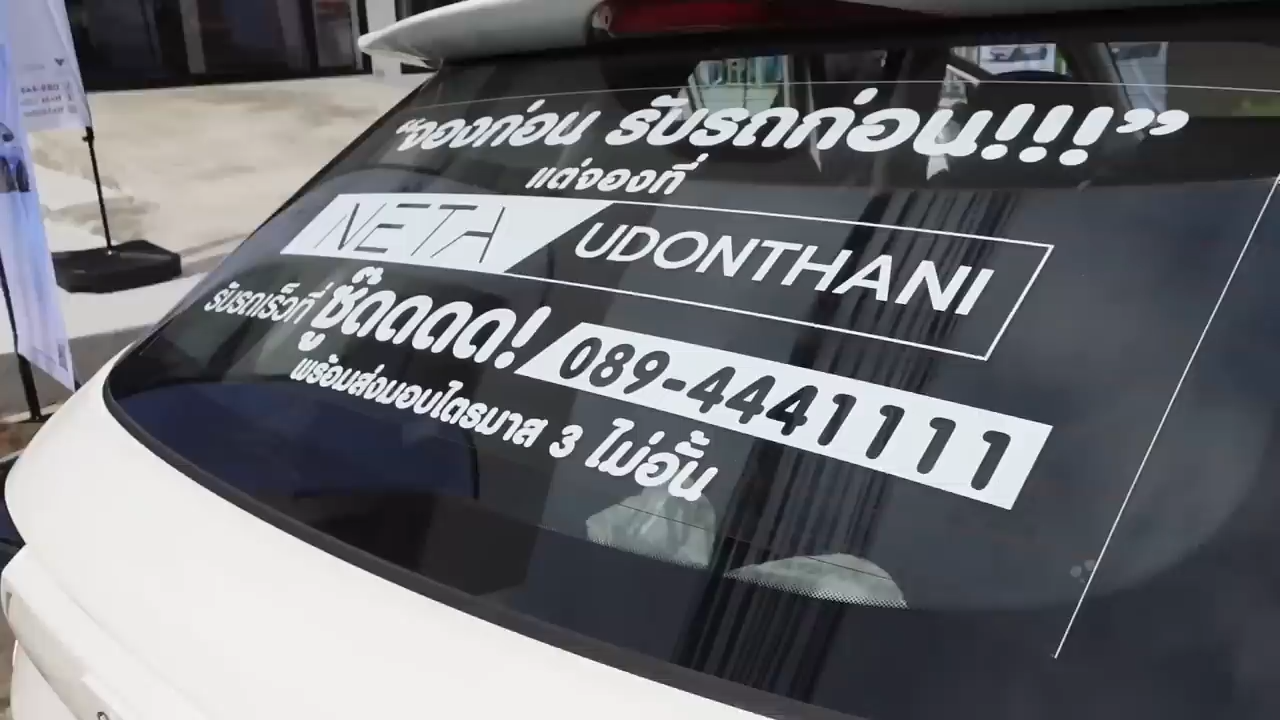 “จองก่อน รับรถก่อน!!!”
แต่จองที่
NETA UDONTHANI
รับรถเร็วที่ซู๊ดดดด! 089-4441111
พร้อมส่งมอบไตรมาส 3 ไม่อั้น